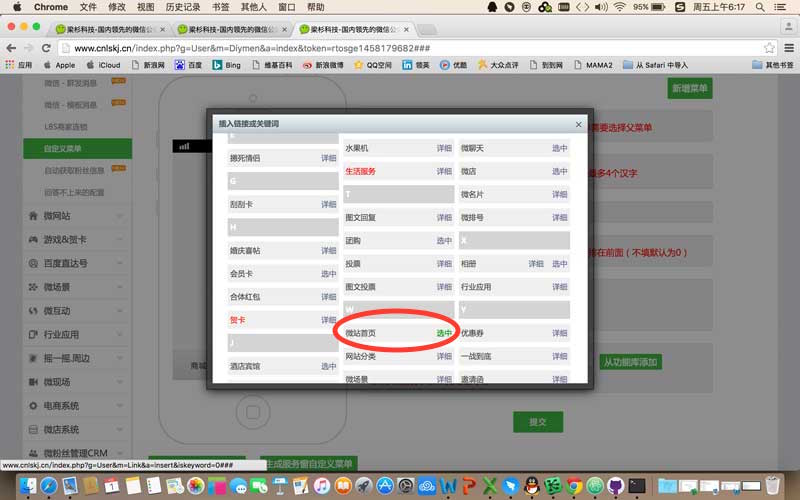 Chrome 文件 修改 视图 历史记录 书签 其他人 窗口 帮助 95% 周五上午6:17
梁杉科技-国内领先的微信公 梁杉科技-国内领先的微信公 梁杉科技-国内领先的微信公
www.cnlskj.cn/index.php?g=User&m=Diymen&a=index&token=rtosge1458179682###
应用 Apple iCloud 新浪网 百度 Bing 维基百科 新浪微博 QQ空间 领英 优酷 大众点评 到到网 MAMA2 从 Safari 中导入 其他书签
微信 - 群发消息
微信 - 模板消息
LBS商家连锁
自定义菜单
自动获取粉丝信息
回答不上来的配置
微网站
游戏&贺卡
百度直达号
微场景
微互动
行业应用
摇一摇.周边
微现场
电商系统
微店系统
微粉丝管理CRM
新增菜单
需要选择父菜单
最多4个汉字
排在前面(不填默认为0)
从功能库添加
提交
商城
生成服务窗自定义菜单
插入链接或关键词
E
挪死情侣 详细
G
刮刮卡 详细
H
婚庆喜帖 详细
会员卡 选中
合体红包 详细
贺卡 详细
J
酒店宾馆 选中
水果机 详细
生活服务 详细
T
图文回复 详细
团购 选中
投票 详细
图文投票 详细
W
微站首页 选中
网站分类 详细
微场景 详细
微聊天 选中
微店 选中
微名片 详细
微排号 详细
X
相册 详细 选中
行业应用 详细
Y
优惠券 详细
一战到底 详细
邀请函 详细
www.cnlskj.cn/index.php?g=User&m=Link&a=insert&iskeyword=0###